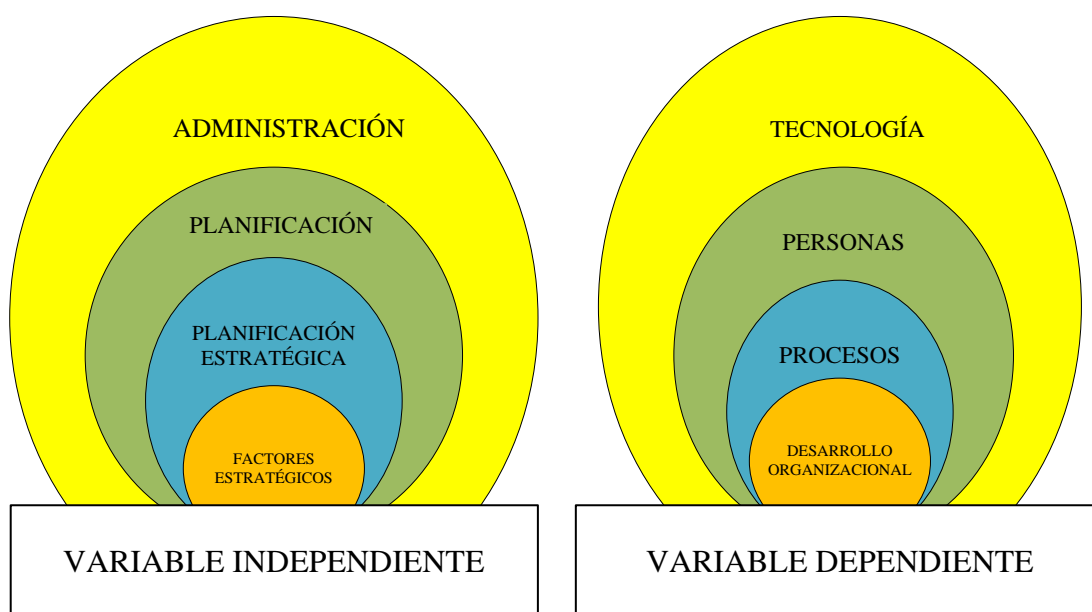 ADMINISTRACIÓN
PLANIFICACIÓN
PLANIFICACIÓN
ESTRATÉGICA
FACTORES
ESTRATÉGICOS
VARIABLE INDEPENDIENTE
TECNOLOGÍA
PERSONAS
PROCESOS
DESARROLLO
ORGANIZACIONAL
VARIABLE DEPENDIENTE